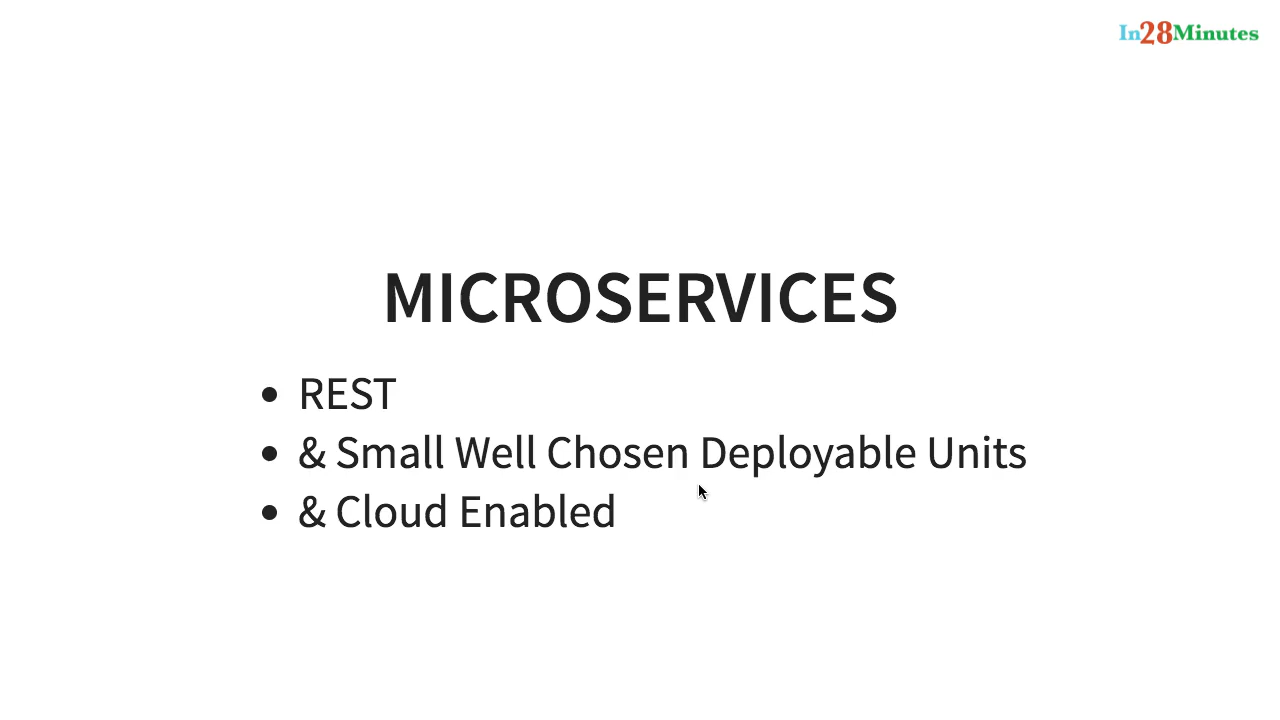 In28Minutes
MICROSERVICES
• REST
• & Small Well Chosen Deployable Units
• & Cloud Enabled